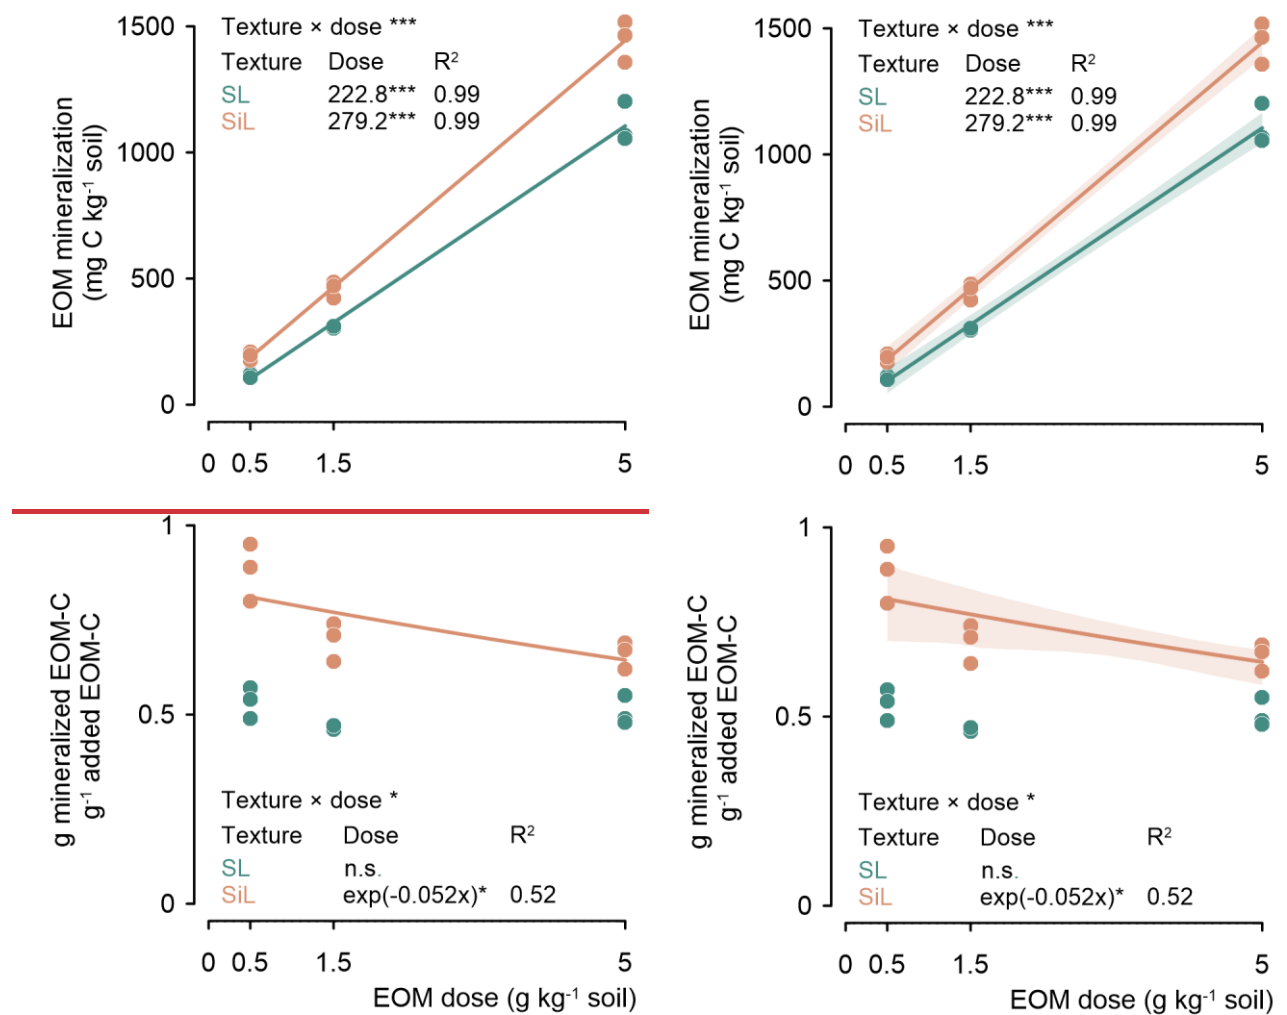 EOM mineralization
(mg C kg⁻¹ soil)
1500
1000
500
0
Texture × dose ***
Texture Dose R²
SL 222.8*** 0.99
SiL 279.2*** 0.99
0 0.5 1.5 5
EOM mineralization
(mg C kg⁻¹ soil)
1500
1000
500
0
Texture × dose ***
Texture Dose R²
SL 222.8*** 0.99
SiL 279.2*** 0.99
0 0.5 1.5 5
g mineralized EOM-C
g⁻¹ added EOM-C
1
0.5
0
Texture × dose *
Texture Dose R²
SL n.s.
SiL exp(-0.052x)* 0.52
0 0.5 1.5 5
EOM dose (g kg⁻¹ soil)
g mineralized EOM-C
g⁻¹ added EOM-C
1
0.5
0
Texture × dose *
Texture Dose R²
SL n.s.
SiL exp(-0.052x)* 0.52
0 0.5 1.5 5
EOM dose (g kg⁻¹ soil)